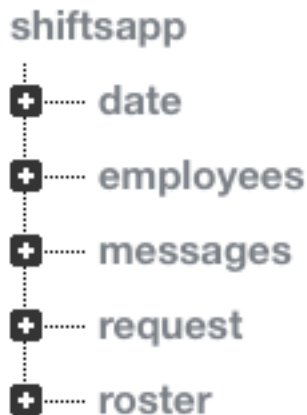 shiftsapp
date
employees
messages
request
roster